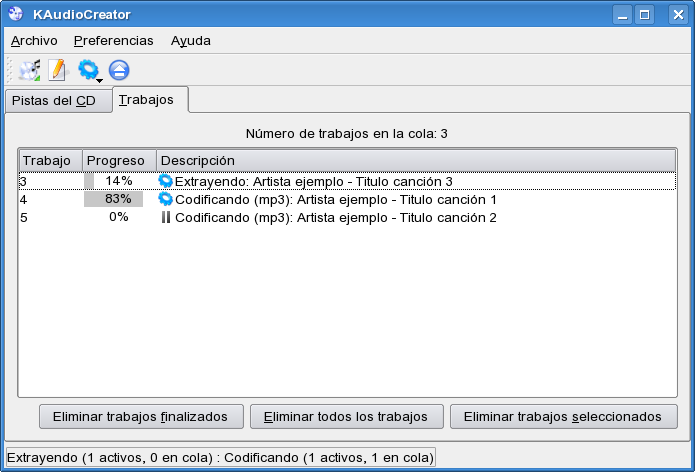 KAudioCreator
Archivo Preferencias Ayuda
Pistas del CD Trabajos
Número de trabajos en la cola: 3
Trabajo Progreso Descripción
3 14% Extrayendo: Artista ejemplo - Titulo canción 3
4 83% Codificando (mp3): Artista ejemplo - Titulo canción 1
5 0% Codificando (mp3): Artista ejemplo - Titulo canción 2
Eliminar trabajos finalizados Eliminar todos los trabajos Eliminar trabajos seleccionados
Extrayendo (1 activos, 0 en cola) : Codificando (1 activos, 1 en cola)